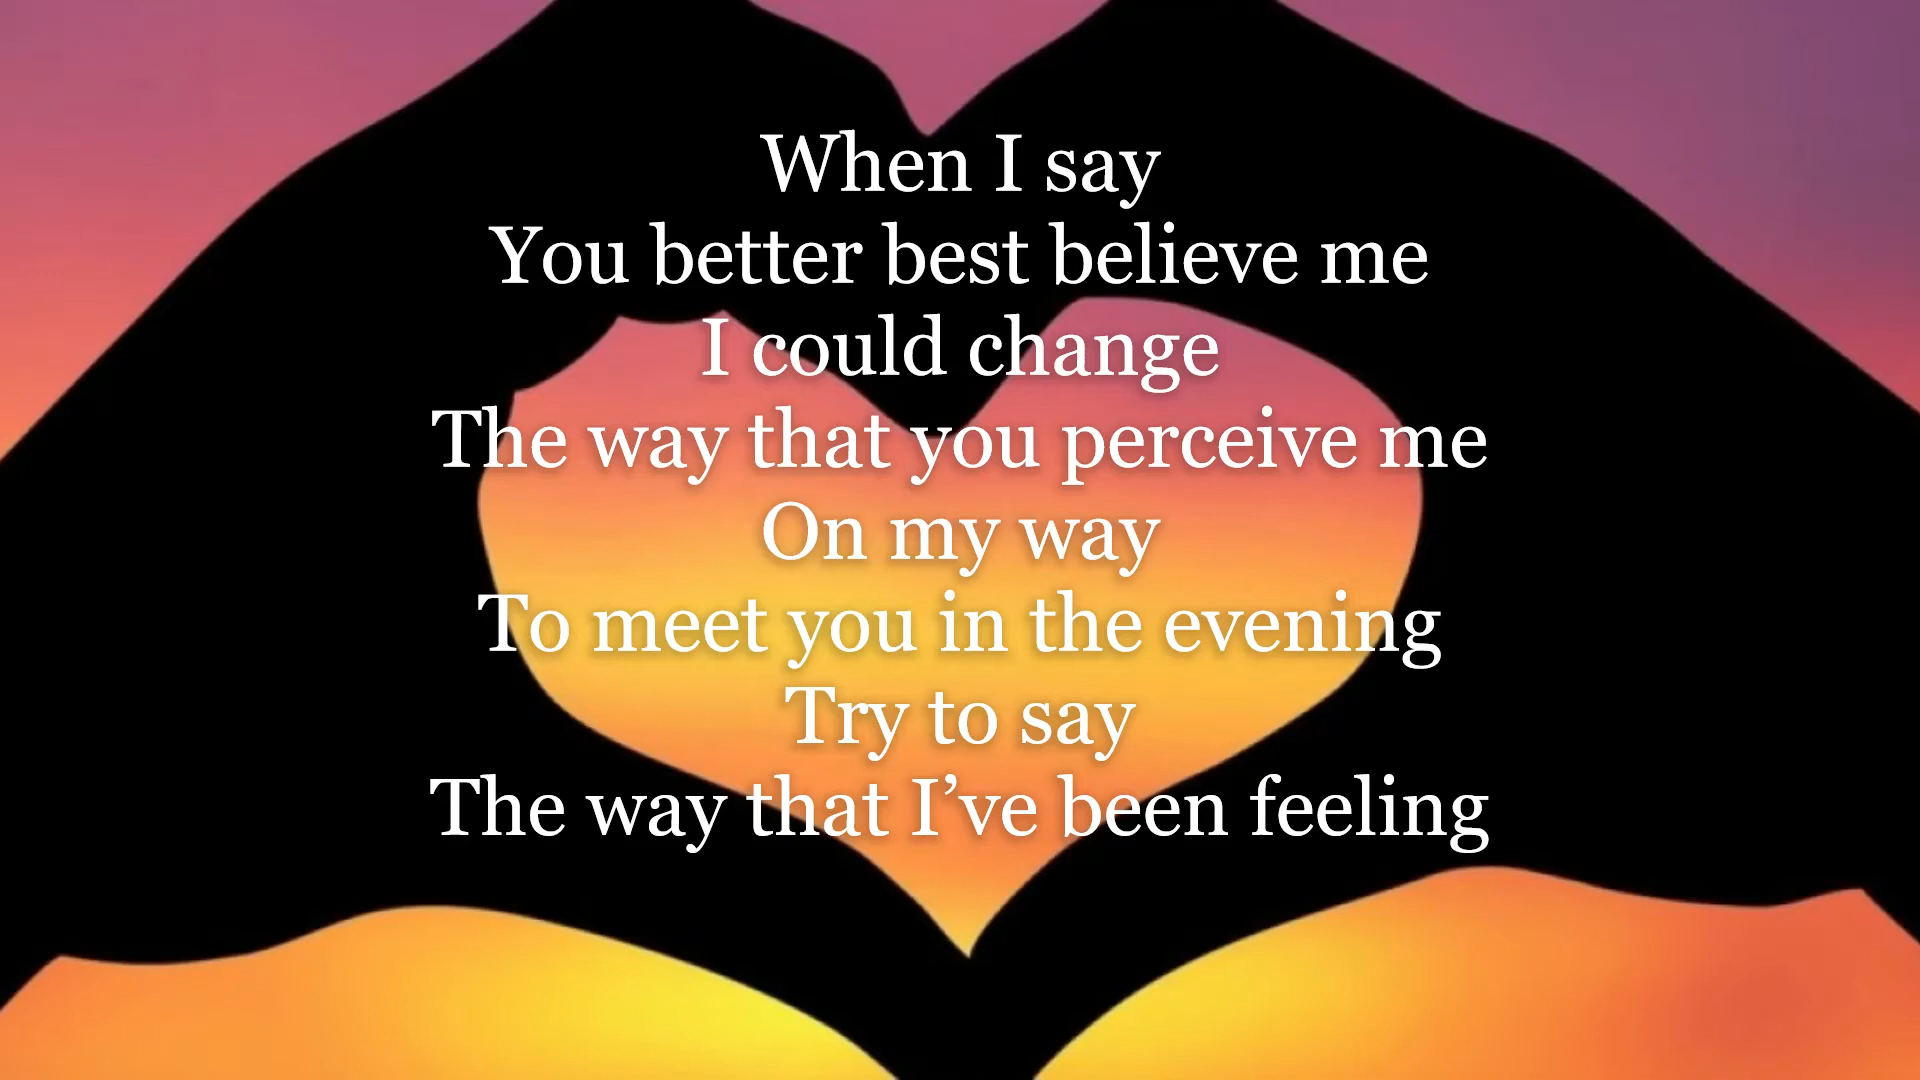 When I say
You better best believe me
I could change
The way that you perceive me
On my way
To meet you in the evening
Try to say
The way that I’ve been feeling